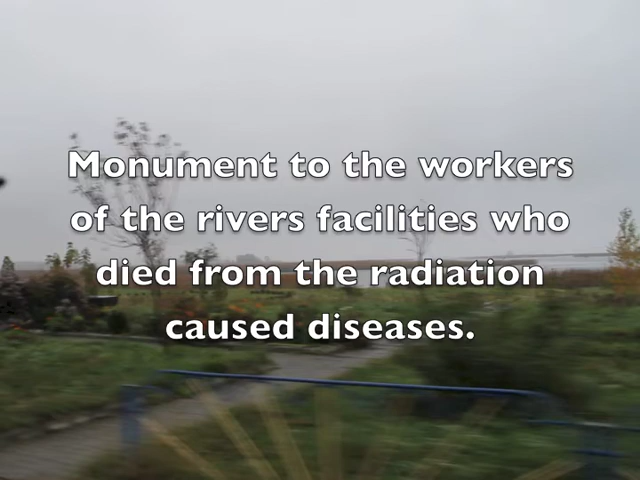 Monument to the workers
of the rivers facilities who
died from the radiation
caused diseases.